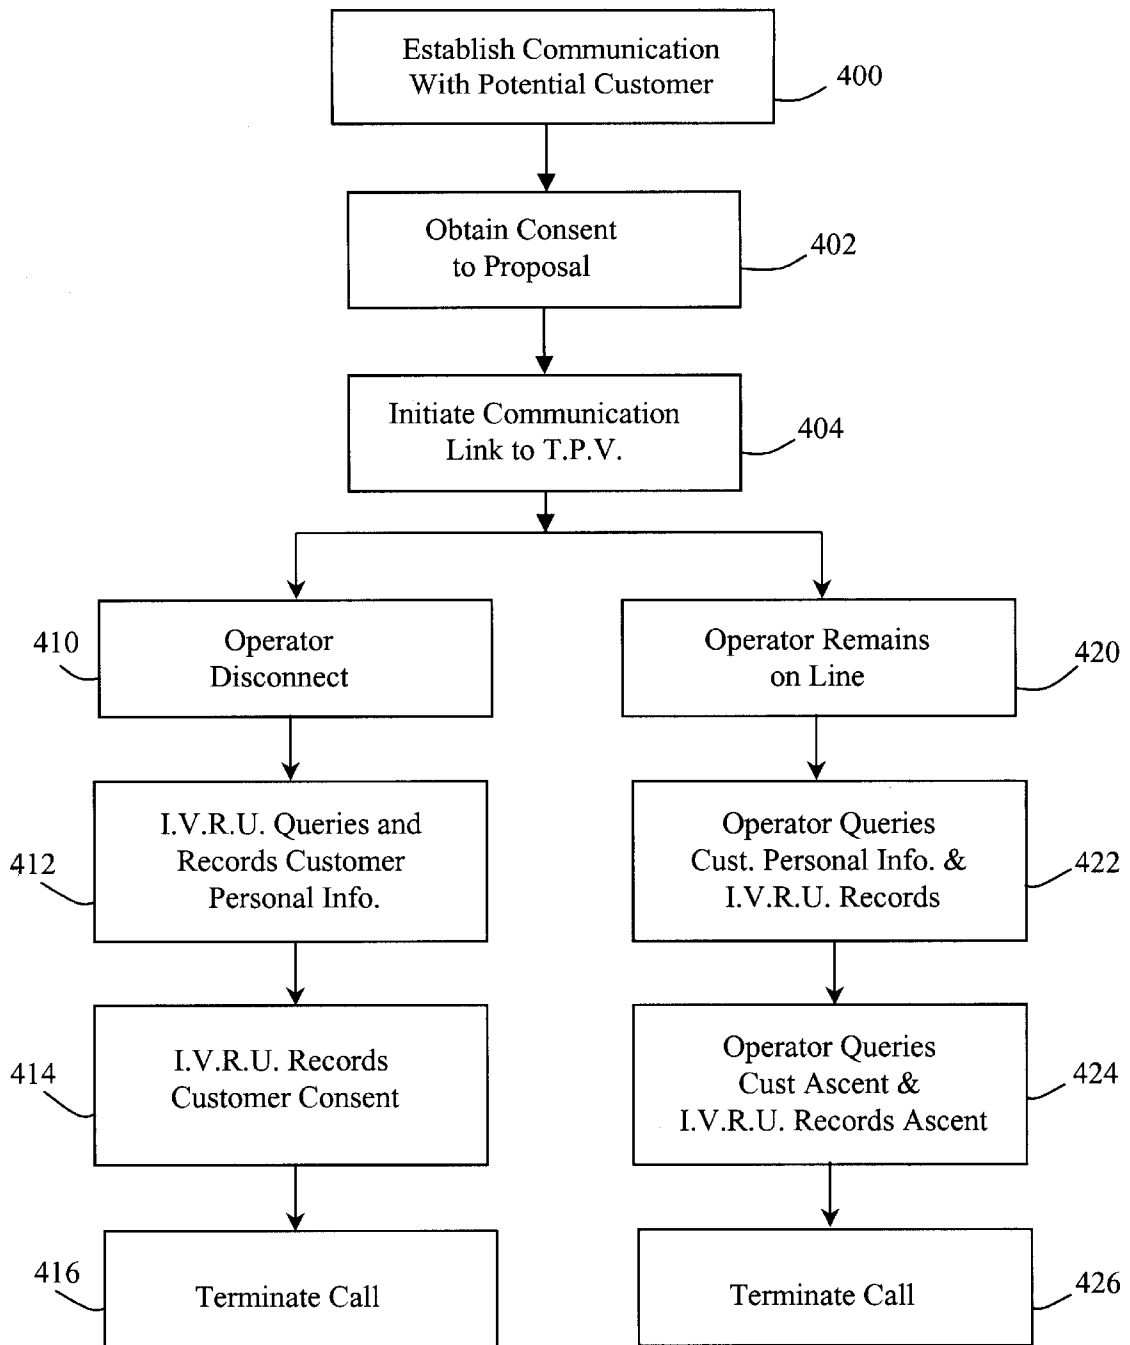 Establish Communication
With Potential Customer
400
Obtain Consent
to Proposal
402
Initiate Communication
Link to T.P.V.
404
410
Operator
Disconnect
Operator Remains
on Line
420
412
I.V.R.U. Queries and
Records Customer
Personal Info.
Operator Queries
Cust. Personal Info. &
I.V.R.U. Records
422
414
I.V.R.U. Records
Customer Consent
Operator Queries
Cust Ascent &
I.V.R.U. Records Ascent
424
416
Terminate Call
Terminate Call
426